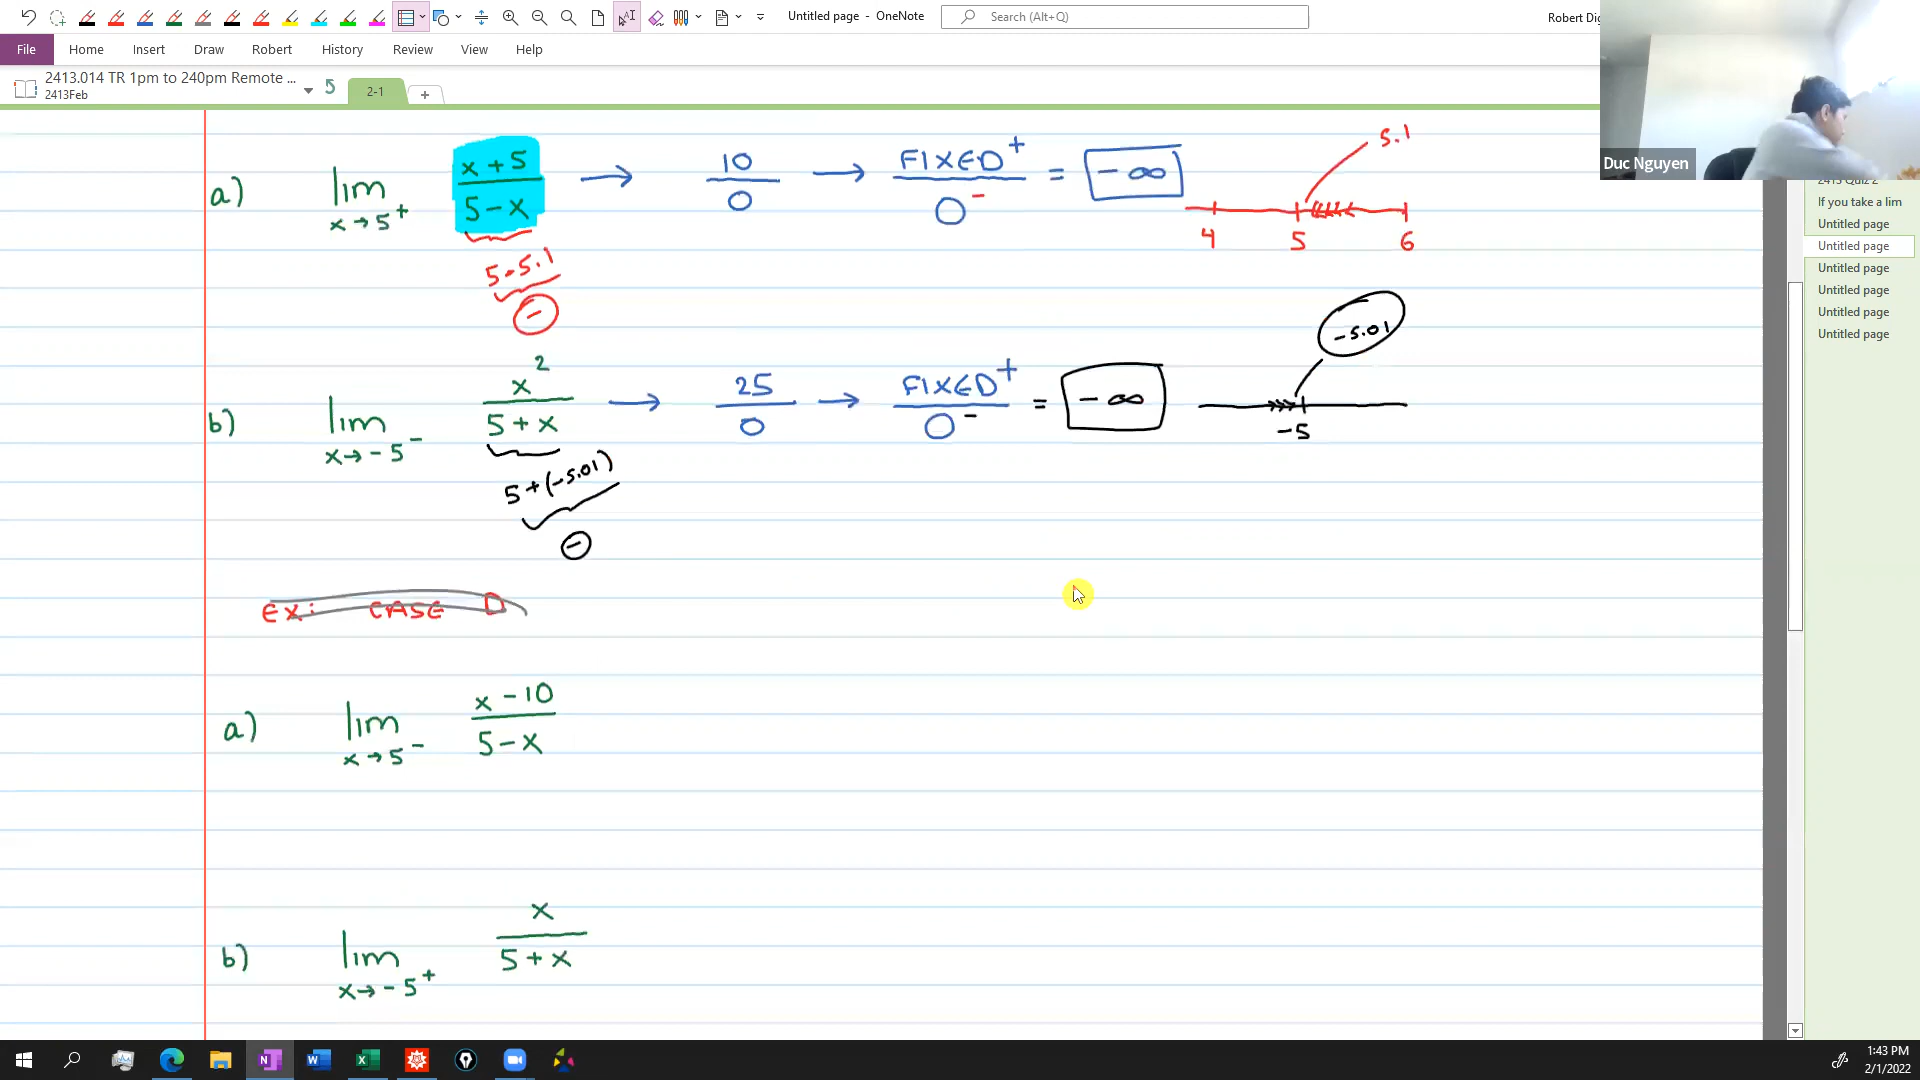 Untitled page - OneNote
Search (Alt+Q)
Robert Dig
File Home Insert Draw Robert History Review View Help
2413.014 TR 1pm to 240pm Remote ...
2413Feb
2-1
Duc Nguyen
2413 Quiz 2
If you take a lim
Untitled page
Untitled page
Untitled page
Untitled page
Untitled page
Untitled page
a) lim x→5⁺ (x+5)/(5-x) → 10/0 → FIXED⁺/0⁻ = -∞
5.1
4 5 6
5-5.1
-
b) lim x→-5⁻ x²/(5+x) → 25/0 → FIXED⁺/0⁻ = -∞
-5.01
-5
5+(-5.01)
-
EX: CASE D
a) lim x→5⁻ (x-10)/(5-x)
b) lim x→-5⁺ x/(5+x)
1:43 PM
2/1/2022